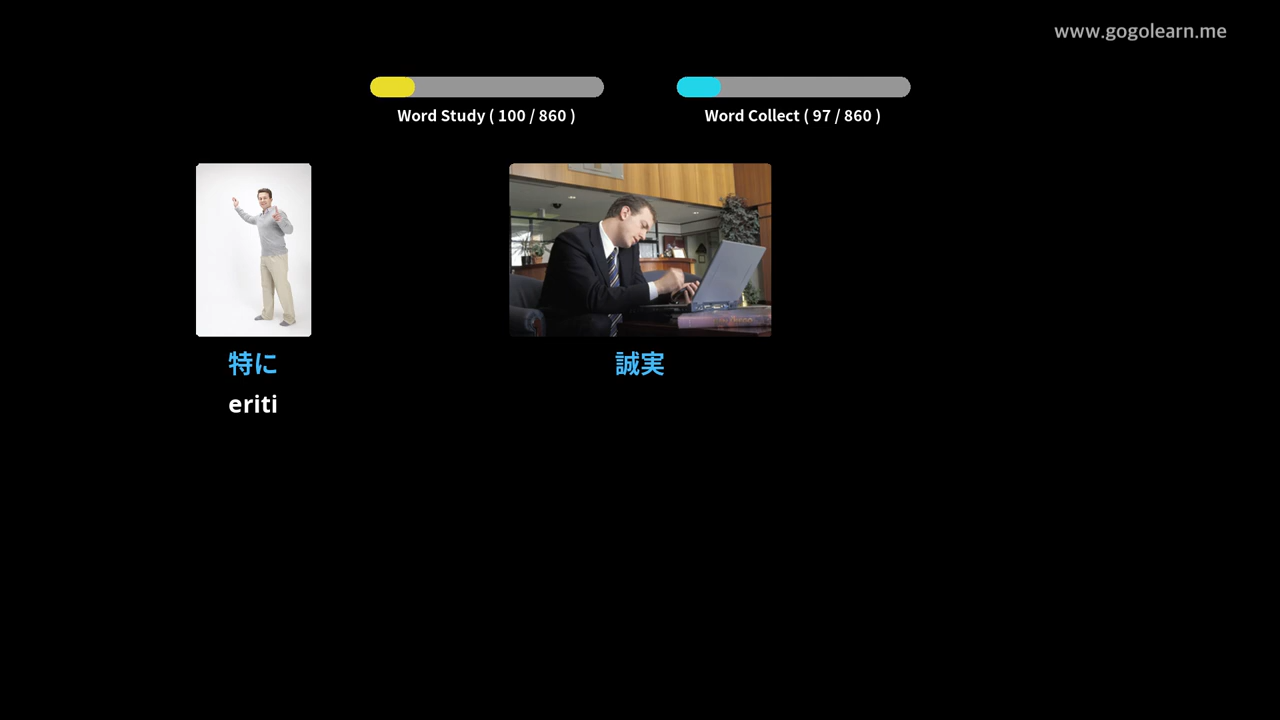 www.gogolearn.me
Word Study ( 100 / 860 )
Word Collect ( 97 / 860 )
特に
誠実
eriti